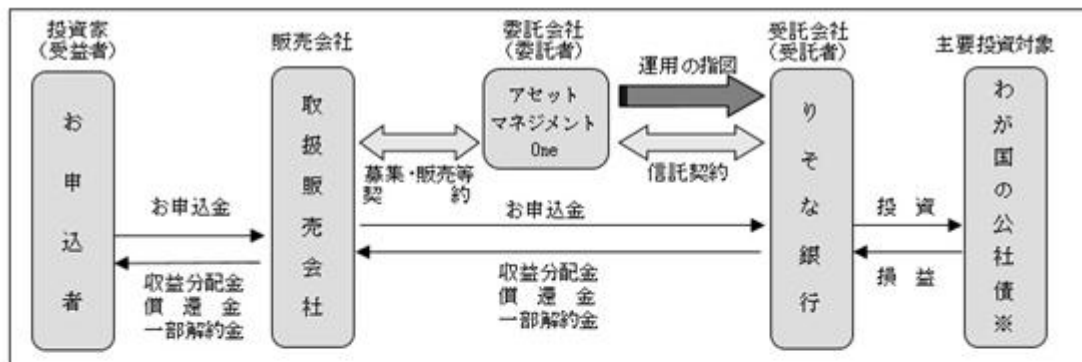 投資家
（受益者）
お申込者
お申込金
収益分配金
償還金
一部解約金
販売会社
取扱販売会社
募集・販売等
契約
委託会社
（委託者）
アセット
マネジメント
One
運用の指図
信託契約
お申込金
収益分配金
償還金
一部解約金
受託会社
（受託者）
りそな銀行
投資
損益
主要投資対象
わが国の公社債※